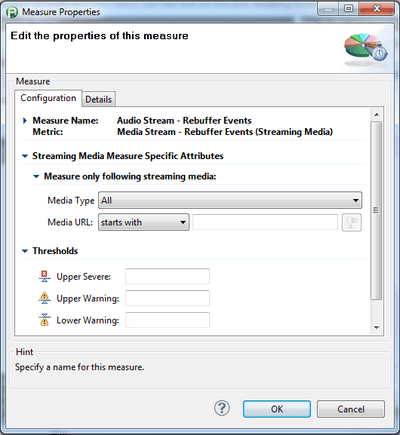 Measure Properties
Edit the properties of this measure
Measure
Configuration Details
Measure Name: Audio Stream - Rebuffer Events
Metric: Media Stream - Rebuffer Events (Streaming Media)
Streaming Media Measure Specific Attributes
Measure only following streaming media:
Media Type All
Media URL: starts with
Thresholds
Upper Severe:
Upper Warning:
Lower Warning:
Hint
Specify a name for this measure.
? OK Cancel